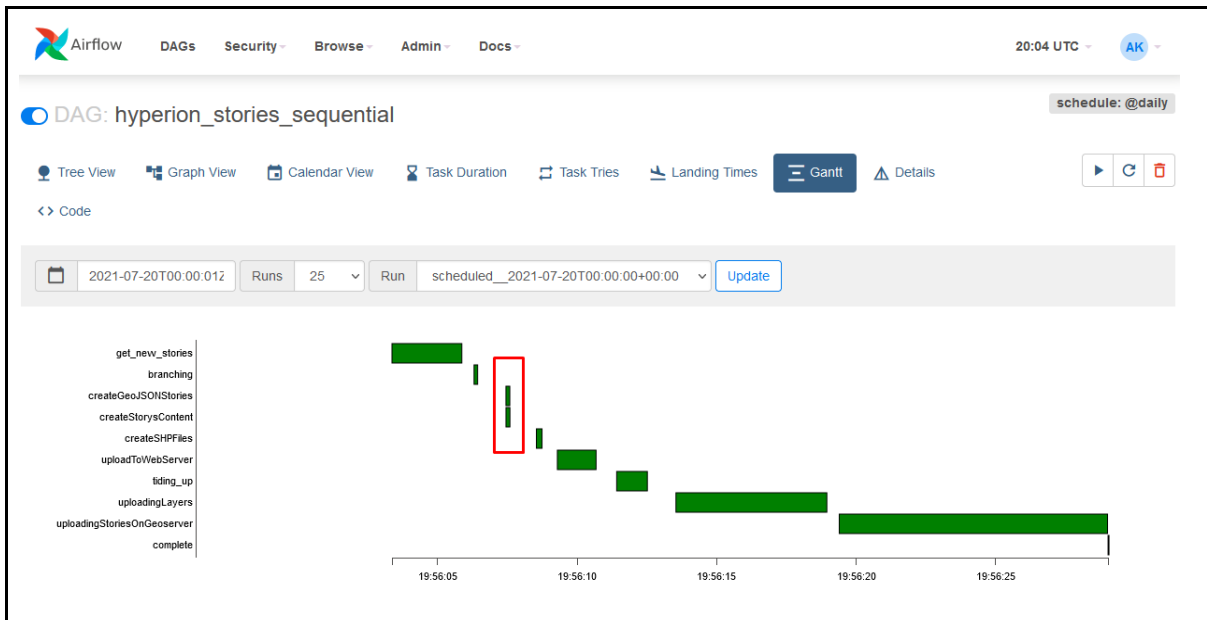 Airflow DAGs Security Browse Admin Docs 20:04 UTC AK
schedule: @daily
DAG: hyperion_stories_sequential
Tree View Graph View Calendar View Task Duration Task Tries Landing Times Gantt Details
<> Code
2021-07-20T00:00:01Z Runs 25 Run scheduled__2021-07-20T00:00:00+00:00 Update
get_new_stories
branching
createGeoJSONStories
createStorysContent
createSHPFiles
uploadToWebServer
tiding_up
uploadingLayers
uploadingStoriesOnGeoserver
complete
19:56:05 19:56:10 19:56:15 19:56:20 19:56:25